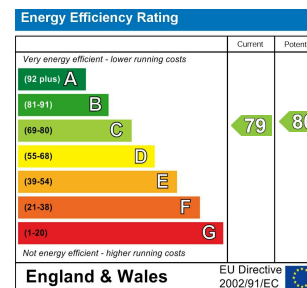 Energy Efficiency Rating
Current
Very energy efficient - lower running costs
(92 plus) A
(81-91) B
(69-80) C
79
(55-68) D
(39-54) E
(21-38) F
(1-20) G
Not energy efficient - higher running costs
England & Wales
EU Directive
2002/91/EC